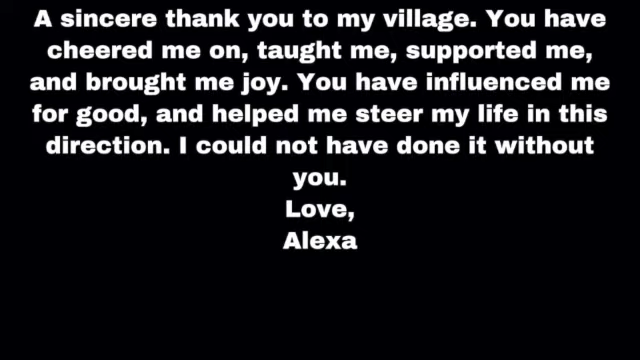 A sincere thank you to my village. You have
cheered me on, taught me, supported me,
and brought me joy. You have influenced me
for good, and helped me steer my life in this
direction. I could not have done it without
you.
Love,
Alexa